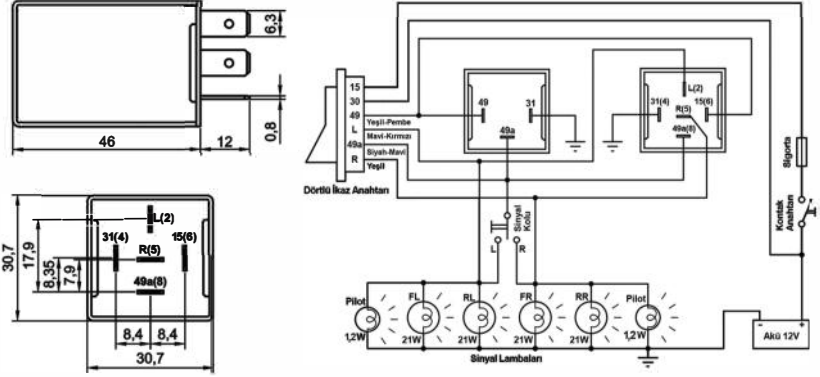 6,3
46
12
0,8
L(2)
31(4)
15(6)
R(5)
49a(8)
30,7
17,9
8,35
7,9
8,4
8,4
30,7
15
30
49
L
49a
R
Yeşil-Pembe
Mavi-Kırmızı
Siyah-Mavi
Yeşil
Dörtlü İkaz Anahtarı
49
31
49a
L(2)
31(4)
15(6)
R(5)
49a(8)
Sigorta
Kontak
Anahtarı
Sinyal
Kolu
L
R
Pilot
FL
RL
FR
RR
Pilot
1,2W
21W
21W
21W
21W
1,2W
Sinyal Lambaları
- +
Akü 12V